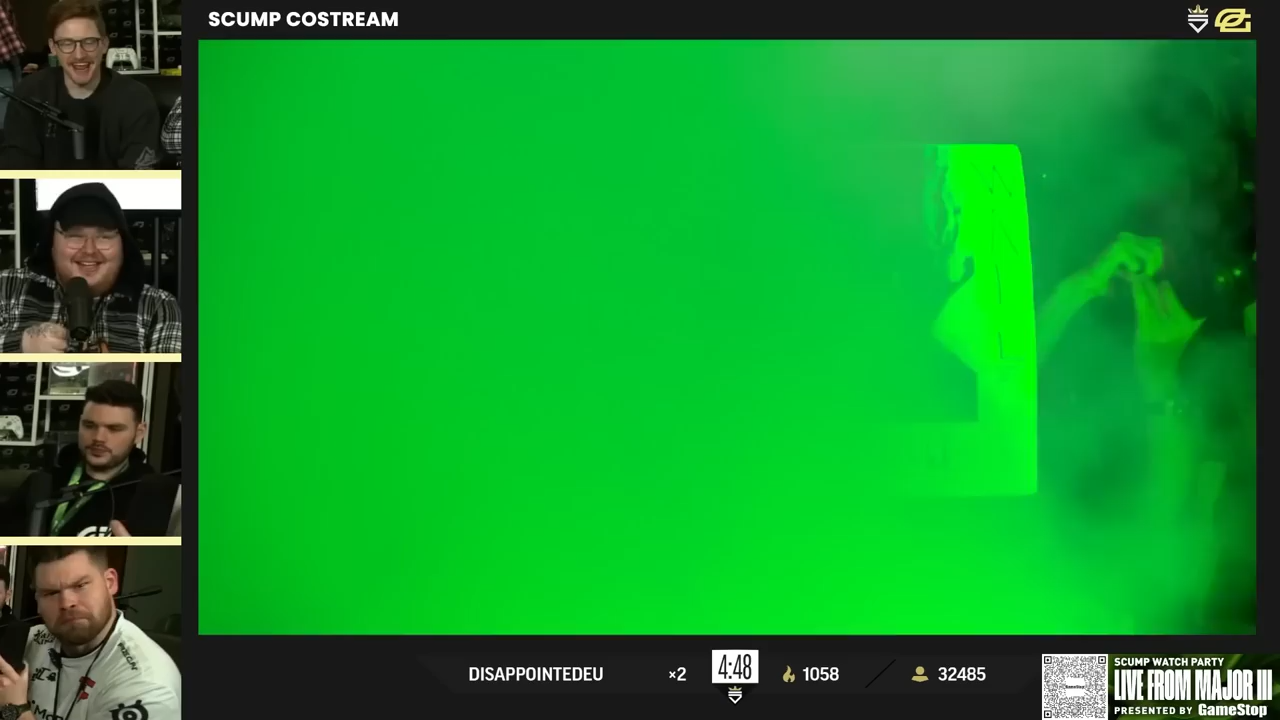 SCUMP COSTREAM
DISAPPOINTEDEU ×2
4:48
1058
32485
SCUMP WATCH PARTY
LIVE FROM MAJOR III
PRESENTED BY GameStop